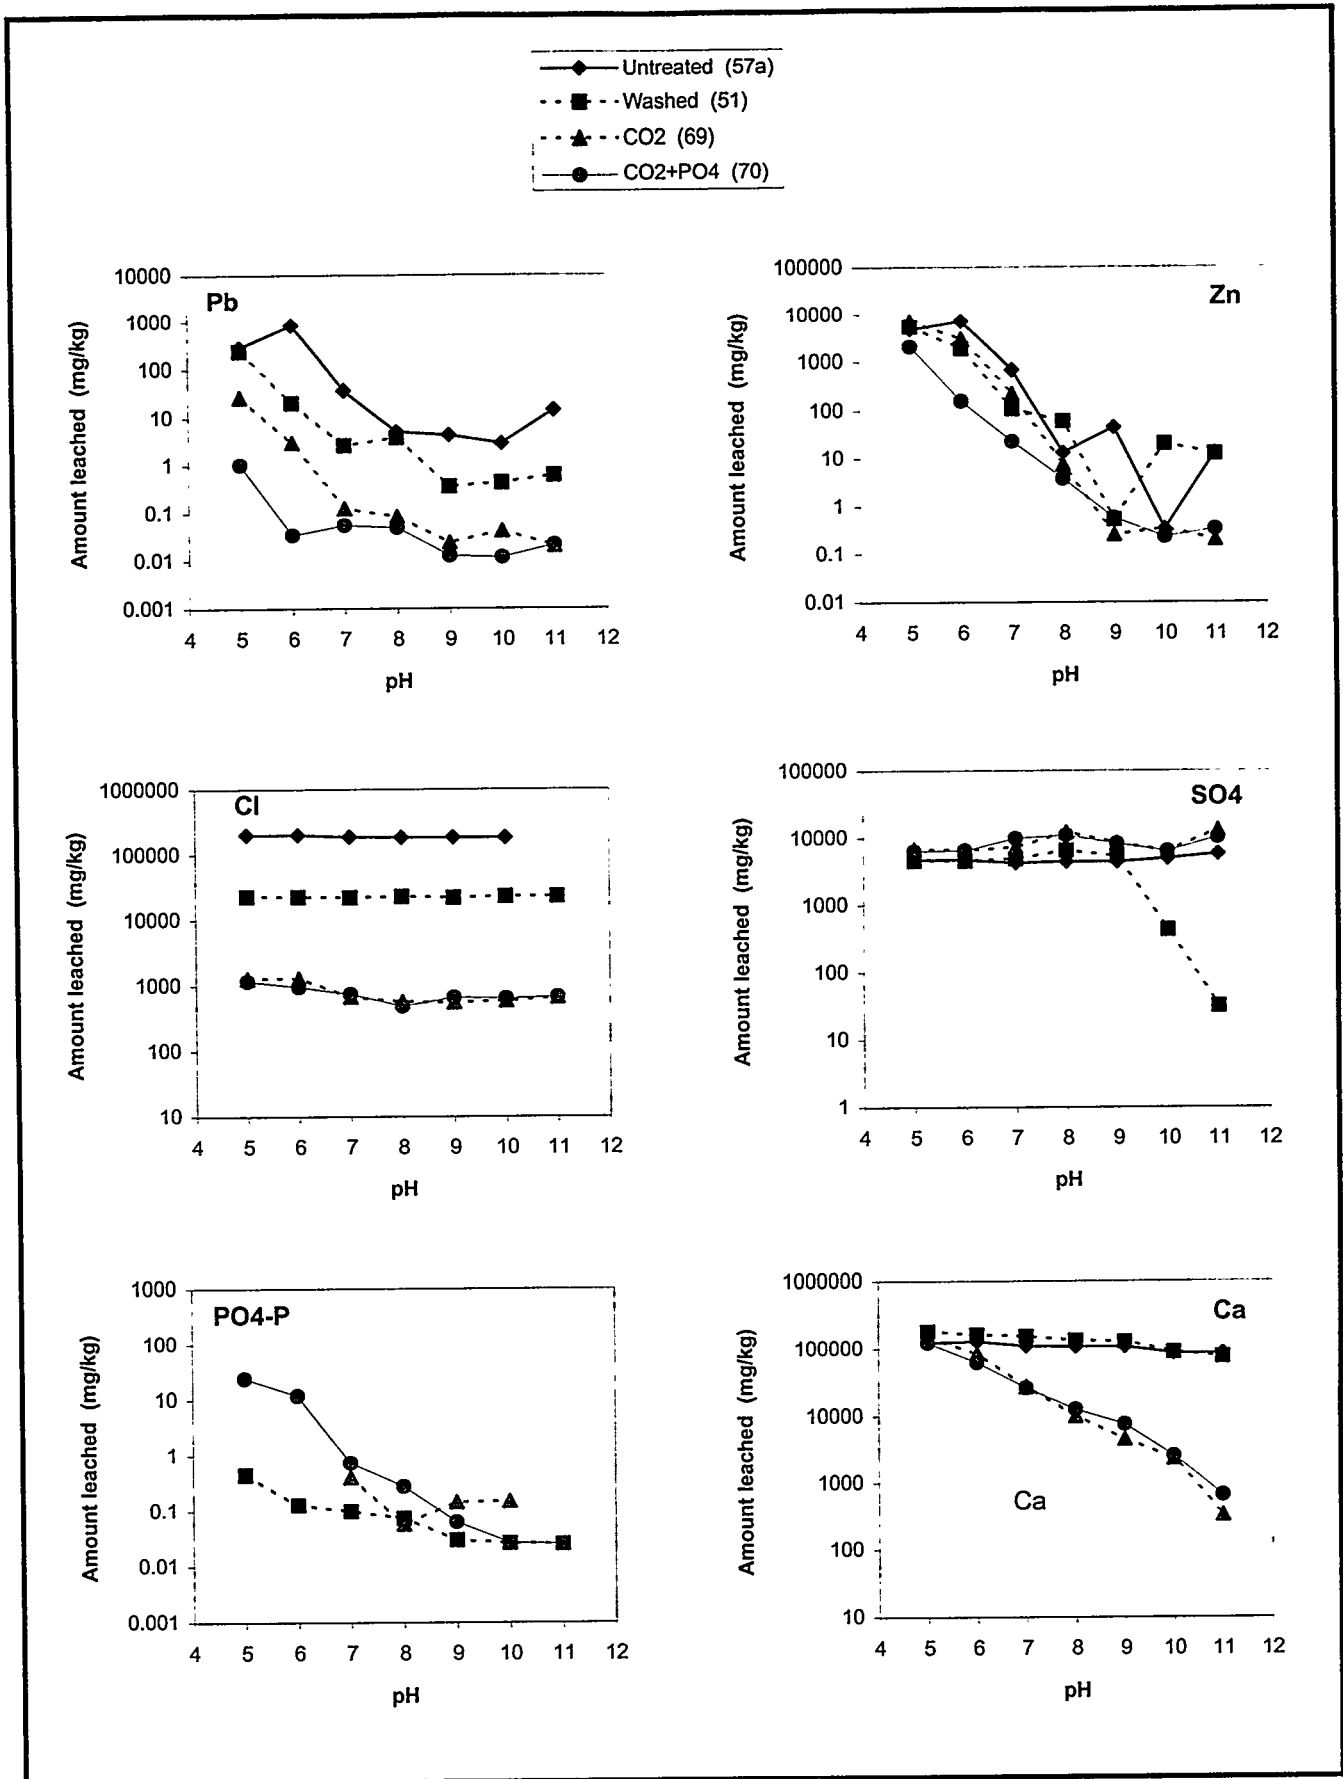 Untreated (57a)
Washed (51)
CO2 (69)
CO2+PO4 (70)
Pb
Amount leached (mg/kg)
10000
1000
100
10
1
0.1
0.01
0.001
4 5 6 7 8 9 10 11 12
pH
Zn
Amount leached (mg/kg)
100000
10000
1000
100
10
1
0.1
0.01
4 5 6 7 8 9 10 11 12
pH
Cl
Amount leached (mg/kg)
1000000
100000
10000
1000
100
10
4 5 6 7 8 9 10 11 12
pH
SO4
Amount leached (mg/kg)
100000
10000
1000
100
10
1
4 5 6 7 8 9 10 11 12
pH
PO4-P
Amount leached (mg/kg)
1000
100
10
1
0.1
0.01
0.001
4 5 6 7 8 9 10 11 12
pH
Ca
Amount leached (mg/kg)
1000000
100000
10000
1000
100
10
Ca
4 5 6 7 8 9 10 11 12
pH